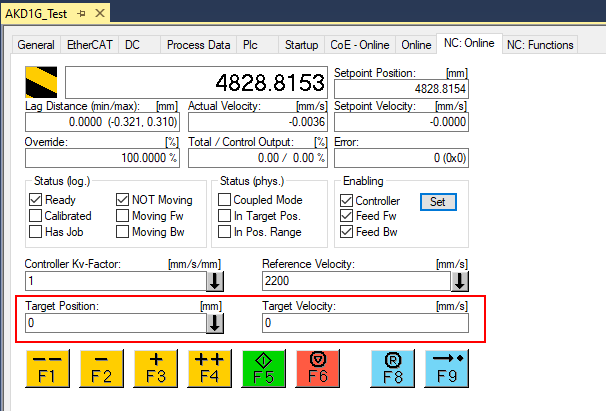 AKD1G_Test
General EtherCAT DC Process Data Plc Startup CoE - Online Online NC: Online NC: Functions
4828.8153
Setpoint Position: [mm]
4828.8154
Lag Distance (min/max): [mm] Actual Velocity: [mm/s] Setpoint Velocity: [mm/s]
0.0000 (-0.321, 0.310) -0.0036 -0.0000
Override: [%] Total / Control Output: [%] Error:
100.0000 % 0.00 / 0.00 % 0 (0x0)
Status (log.) Status (phys.) Enabling
Ready NOT Moving Coupled Mode Controller Set
Calibrated Moving Fw In Target Pos. Feed Fw
Has Job Moving Bw In Pos. Range Feed Bw
Controller Kv-Factor: [mm/s/mm] Reference Velocity: [mm/s]
1 2200
Target Position: [mm] Target Velocity: [mm/s]
0 0
-- - + ++ R
F1 F2 F3 F4 F5 F6 F8 F9